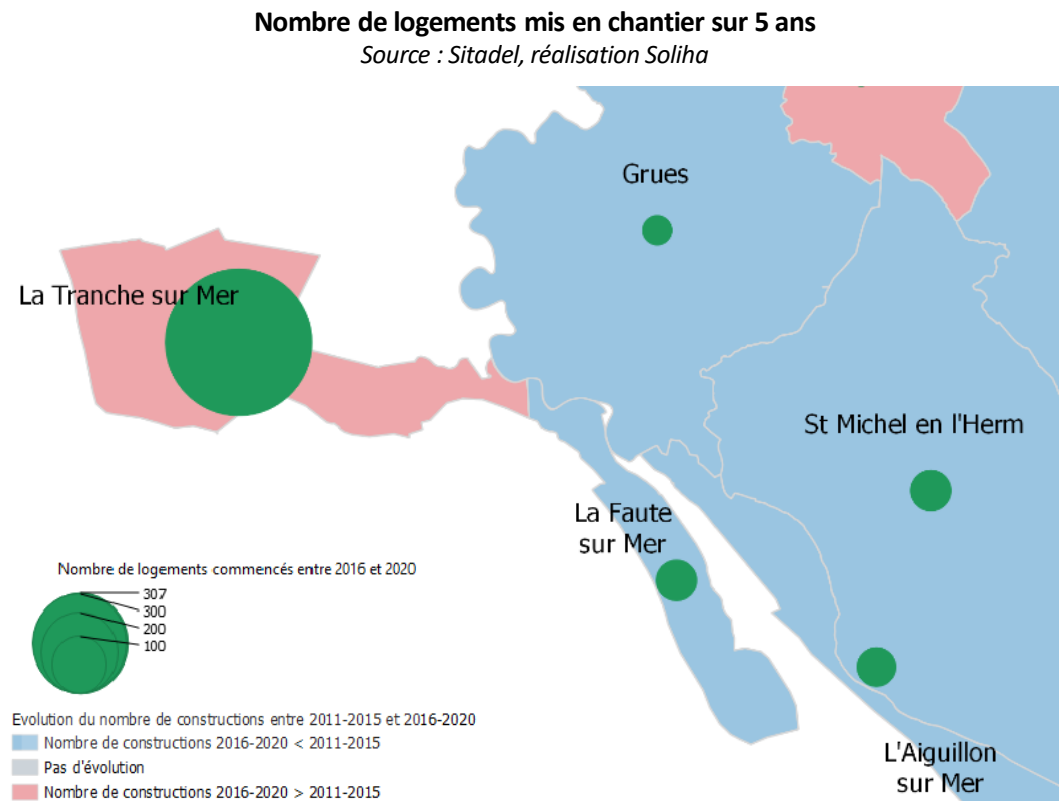 Nombre de logements mis en chantier sur 5 ans
Source : Sitadel, réalisation Soliha
Grues
La Tranche sur Mer
St Michel en l'Herm
La Faute
sur Mer
L'Aiguillon
sur Mer
Nombre de logements commencés entre 2016 et 2020
307
300
200
100
Evolution du nombre de constructions entre 2011-2015 et 2016-2020
Nombre de constructions 2016-2020 < 2011-2015
Pas d'évolution
Nombre de constructions 2016-2020 > 2011-2015